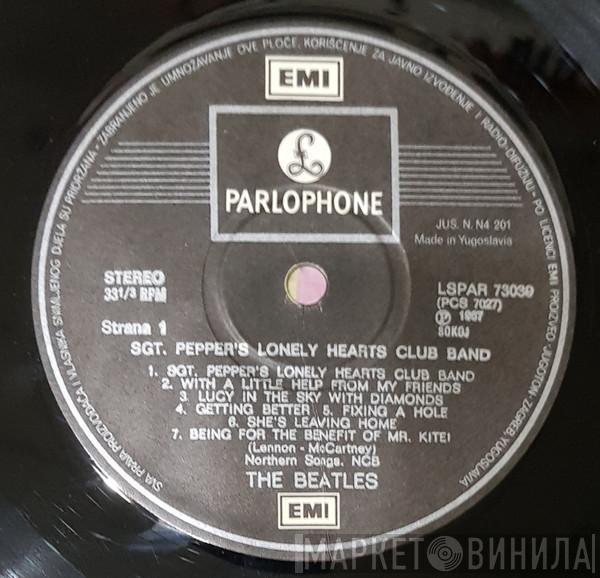 SVA PRAVA PROIZVOĐAČA I VLASNIKA SNIMLJENOG DJELA SU PRIDRŽANA - ZABRANJENO JE UMNOŽAVANJE OVE PLOČE, KORIŠĆENJE ZA JAVNO IZVOĐENJE I RADIO-DIFUZIJU - PO LICENCI EMI PROIZVEO JUGOTON-ZAGREB YUGOSLAVIA
EMI
£
PARLOPHONE
JUS. N. N4 201
Made in Yugoslavia
STEREO
33 1/3 RPM
LSPAR 73039
(PCS 7027)
Ⓟ 1967
SOKOJ
Strana 1
SGT. PEPPER'S LONELY HEARTS CLUB BAND
1. SGT. PEPPER'S LONELY HEARTS CLUB BAND
2. WITH A LITTLE HELP FROM MY FRIENDS
3. LUCY IN THE SKY WITH DIAMONDS
4. GETTING BETTER 5. FIXING A HOLE
6. SHE'S LEAVING HOME
7. BEING FOR THE BENEFIT OF MR. KITE!
(Lennon - McCartney)
Northern Songs, NCB
THE BEATLES
EMI
МАРКЕТ ВИНИЛА